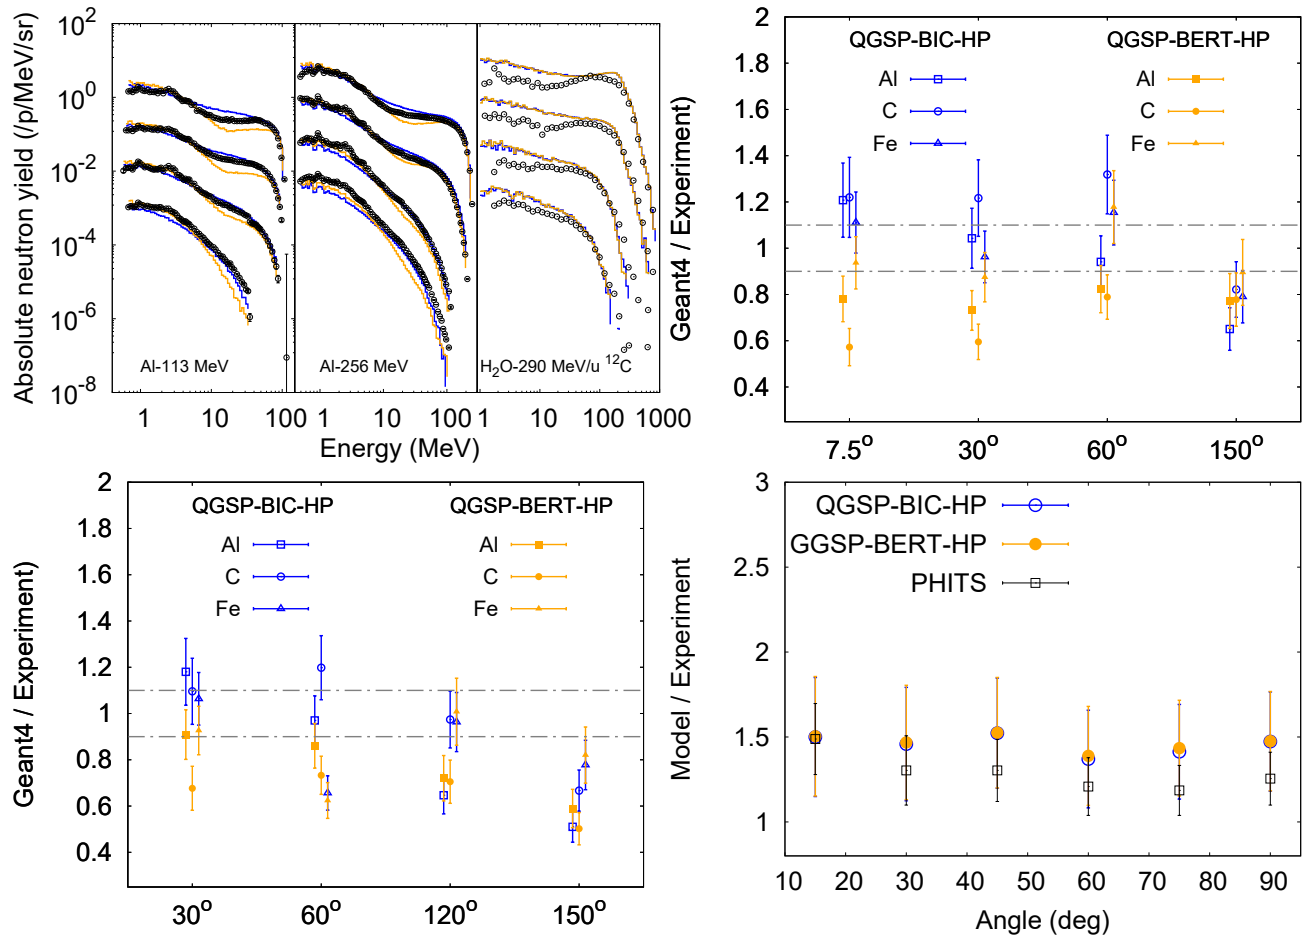 Absolute neutron yield (/p/MeV/sr)
10^2
10^0
10^-2
10^-4
10^-6
10^-8
Al-113 MeV
Al-256 MeV
H2O-290 MeV/u 12C
1 10 100
1 10 100
1 10 100 1000
Energy (MeV)
Geant4 / Experiment)
2
1.8
1.6
1.4
1.2
1
0.8
0.6
0.4
QGSP-BIC-HP
Al
C
Fe
QGSP-BERT-HP
Al
C
Fe
7.5° 30° 60° 150°
Geant4 / Experiment)
2
1.8
1.6
1.4
1.2
1
0.8
0.6
0.4
QGSP-BIC-HP
Al
C
Fe
QGSP-BERT-HP
Al
C
Fe
30° 60° 120° 150°
Model / Experiment
3
2.5
2
1.5
1
QGSP-BIC-HP
GGSP-BERT-HP
PHITS
10 20 30 40 50 60 70 80 90
Angle (deg)